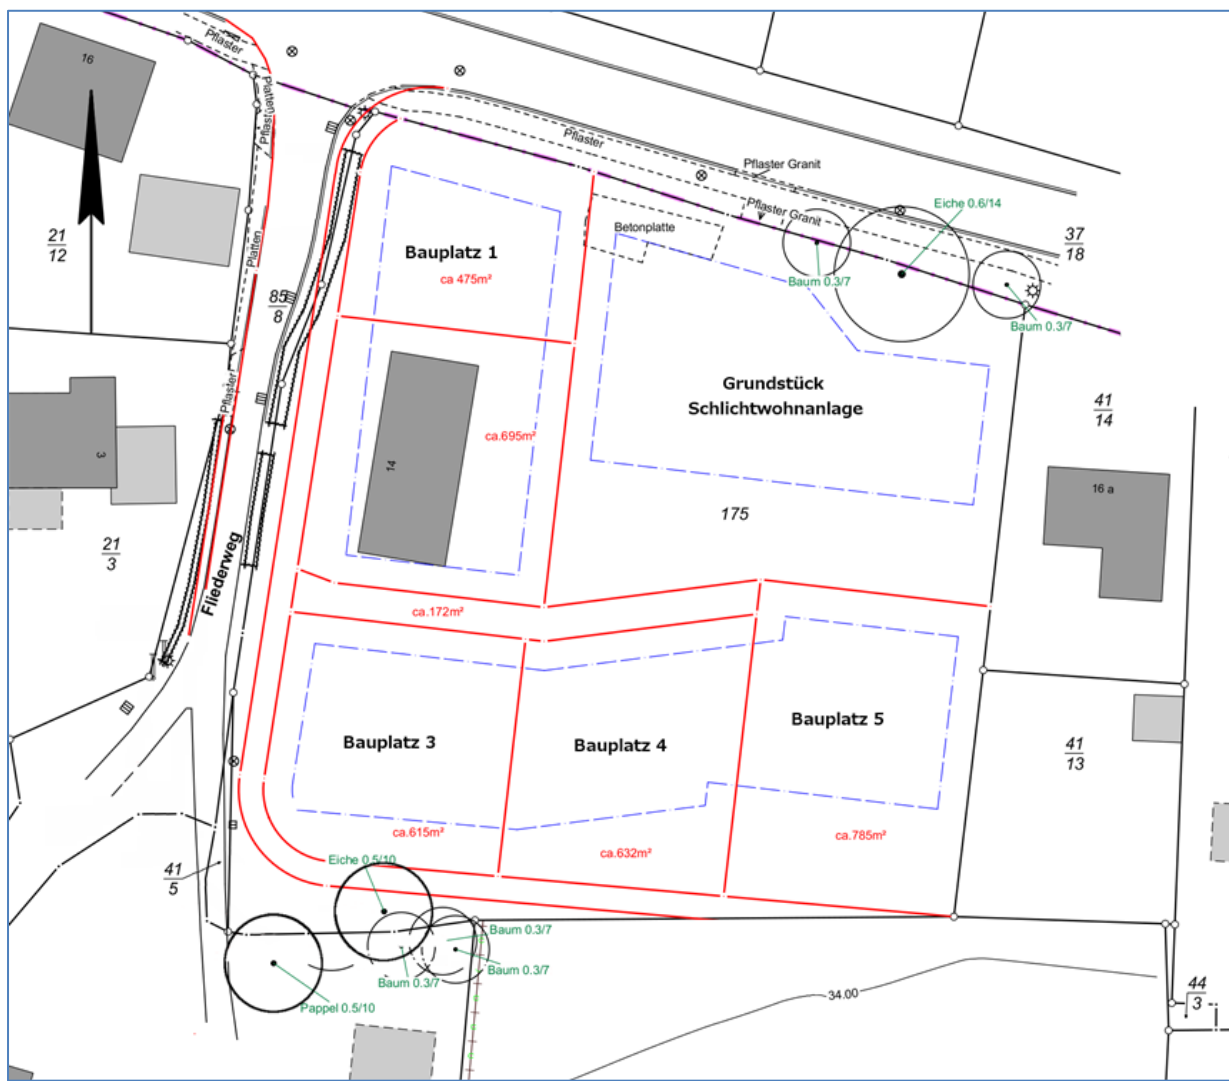 16
Pflaster
Platten
Pflaster
Pflaster
Pflaster Granit
Pflaster Granit
Eiche 0.6/14
37
18
Betonplatte
21
12
Platten
Bauplatz 1
ca 475m²
Baum 0.3/7
Baum 0.3/7
85
8
Pflaster
Grundstück
Schlichtwohnanlage
41
14
ca.695m²
14
3
16 a
175
21
3
Fliederweg
ca.172m²
Bauplatz 3
Bauplatz 4
Bauplatz 5
41
13
ca.615m²
ca.632m²
ca.785m²
Eiche 0.5/10
41
5
Baum 0.3/7
Baum 0.3/7
Baum 0.3/7
Pappel 0.5/10
34.00
44
3